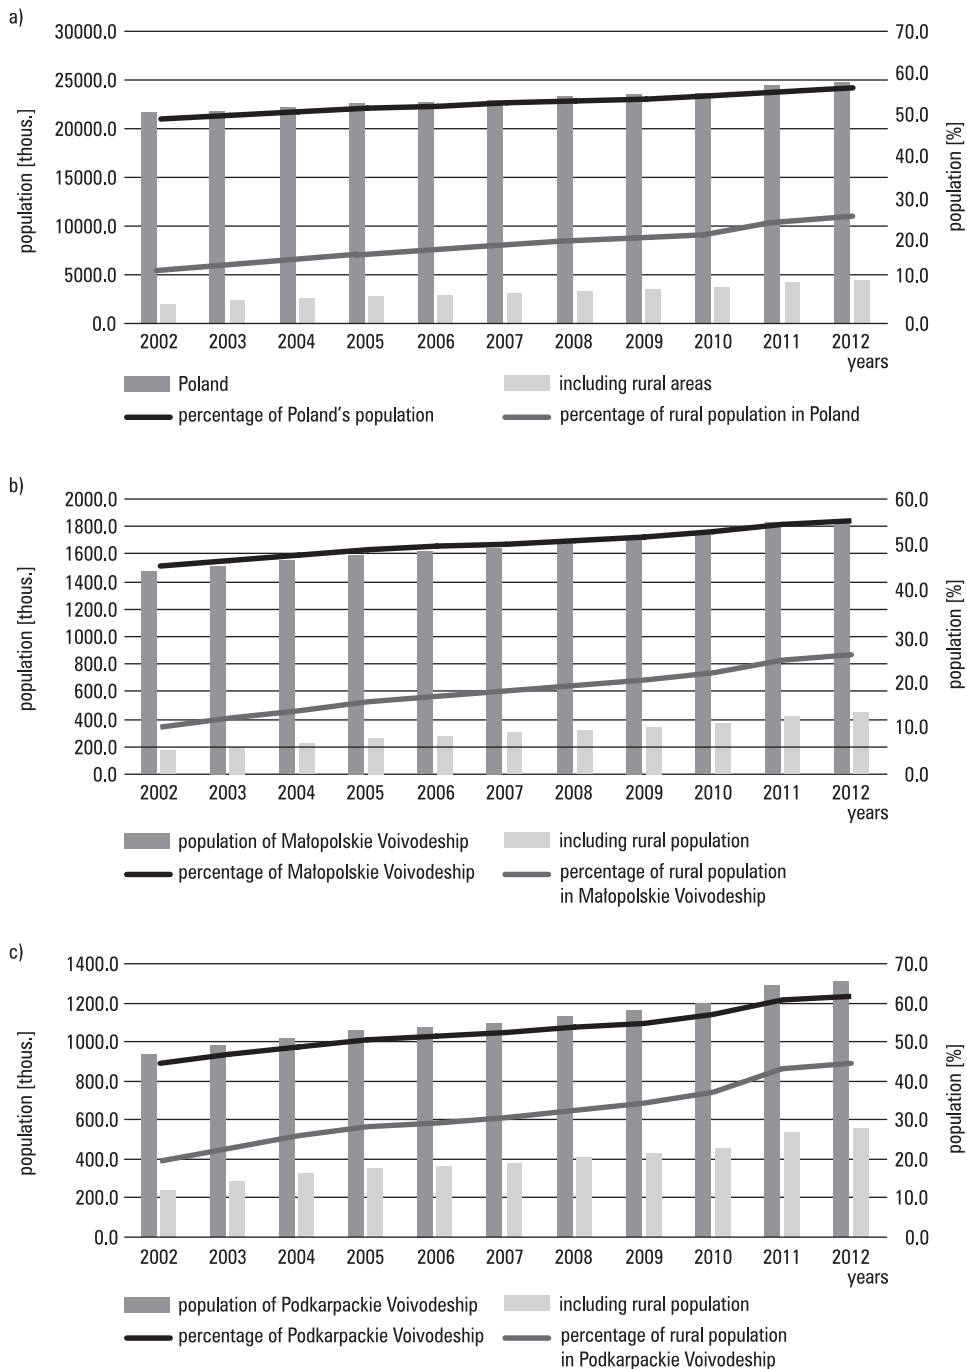 a)
30000.0
25000.0
20000.0
15000.0
10000.0
5000.0
0.0
population [thous.]
70.0
60.0
50.0
40.0
30.0
20.0
10.0
0.0
population [%]
2002 2003 2004 2005 2006 2007 2008 2009 2010 2011 2012
years
Poland including rural areas
percentage of Poland's population percentage of rural population in Poland
b)
2000.0
1800.0
1600.0
1400.0
1200.0
1000.0
800.0
600.0
400.0
200.0
0.0
population [thous.]
60.0
50.0
40.0
30.0
20.0
10.0
0.0
population [%]
2002 2003 2004 2005 2006 2007 2008 2009 2010 2011 2012
years
population of Małopolskie Voivodeship including rural population
percentage of Małopolskie Voivodeship percentage of rural population
in Małopolskie Voivodeship
c)
1400.0
1200.0
1000.0
800.0
600.0
400.0
200.0
0.0
population [thous.]
70.0
60.0
50.0
40.0
30.0
20.0
10.0
0.0
population [%]
2002 2003 2004 2005 2006 2007 2008 2009 2010 2011 2012
years
population of Podkarpackie Voivodeship including rural population
percentage of Podkarpackie Voivodeship percentage of rural population
in Podkarpackie Voivodeship